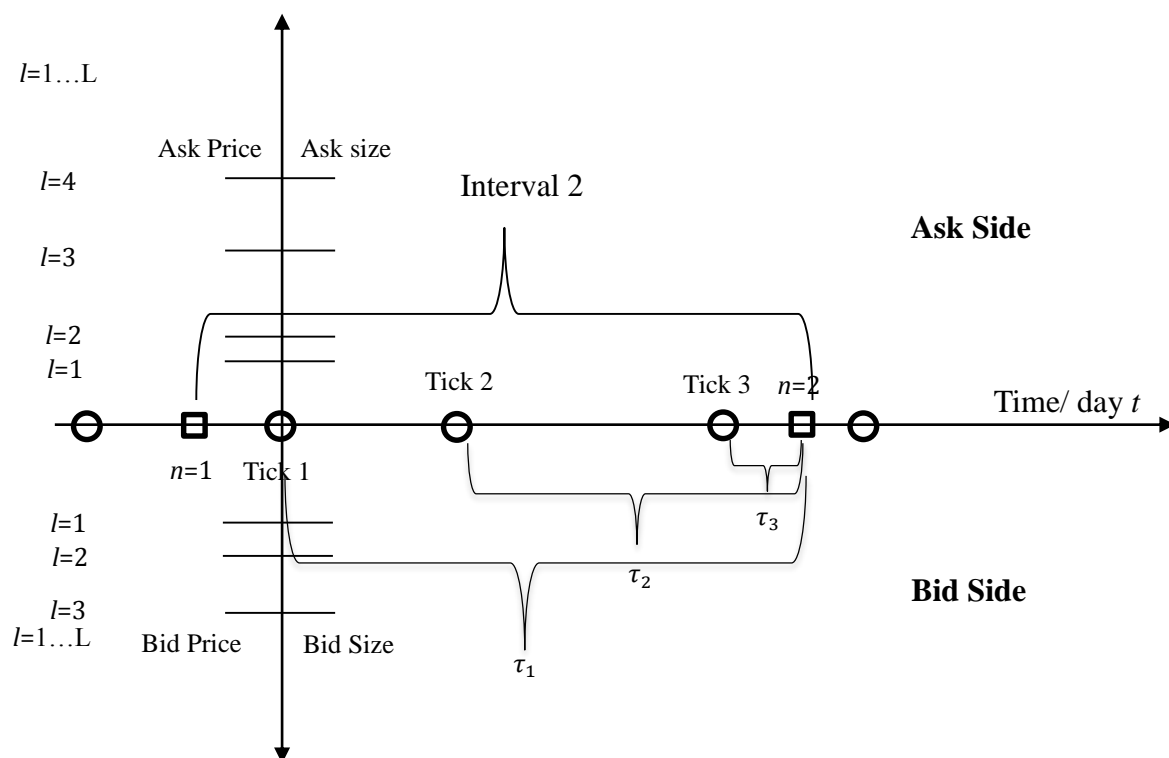 l=1…L
Ask Price
Ask size
l=4
Interval 2
Ask Side
l=3
l=2
l=1
Tick 2
Tick 3
n=2
Time/ day t
n=1
Tick 1
τ₃
l=1
l=2
τ₂
Bid Side
l=3
l=1…L
Bid Price
Bid Size
τ₁